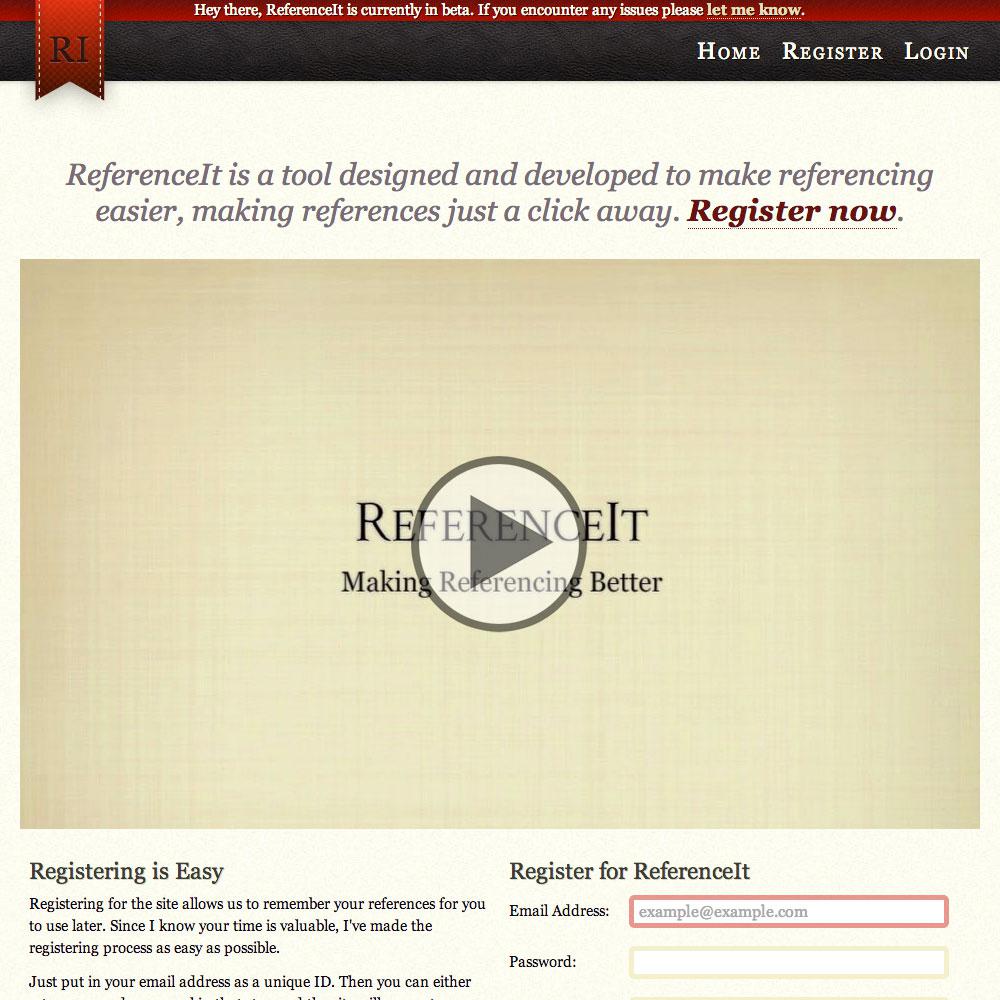 Hey there, ReferenceIt is currently in beta. If you encounter any issues please let me know.
RI
Home Register Login
ReferenceIt is a tool designed and developed to make referencing
easier, making references just a click away. Register now.
ReferenceIt
Making Referencing Better
Registering is Easy
Registering for the site allows us to remember your references for you
to use later. Since I know your time is valuable, I've made the
registering process as easy as possible.
Just put in your email address as a unique ID. Then you can either
Register for ReferenceIt
Email Address: example@example.com
Password: